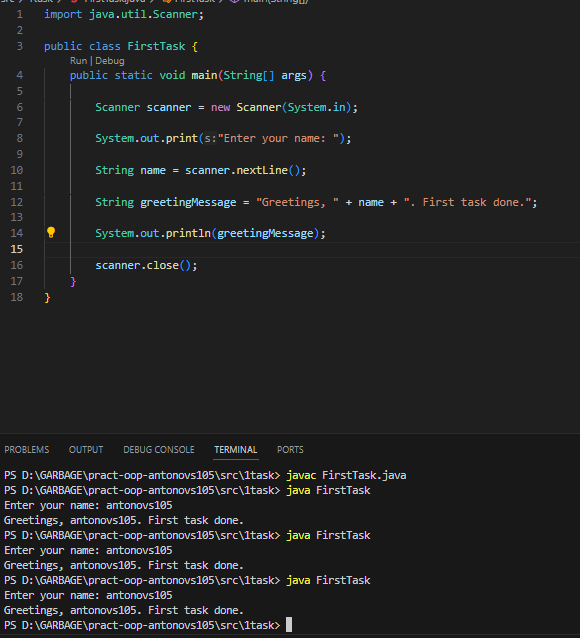 src > 1task > FirstTask.java > FirstTask > main(String[])
1 import java.util.Scanner;
2
3 public class FirstTask {
Run | Debug
4 public static void main(String[] args) {
5
6 Scanner scanner = new Scanner(System.in);
7
8 System.out.print(s:"Enter your name: ");
9
10 String name = scanner.nextLine();
11
12 String greetingMessage = "Greetings, " + name + ". First task done.";
13
14 System.out.println(greetingMessage);
15
16 scanner.close();
17 }
18 }
PROBLEMS OUTPUT DEBUG CONSOLE TERMINAL PORTS
PS D:\GARBAGE\pract-oop-antonovs105\src\1task> javac FirstTask.java
PS D:\GARBAGE\pract-oop-antonovs105\src\1task> java FirstTask
Enter your name: antonovs105
Greetings, antonovs105. First task done.
PS D:\GARBAGE\pract-oop-antonovs105\src\1task> java FirstTask
Enter your name: antonovs105
Greetings, antonovs105. First task done.
PS D:\GARBAGE\pract-oop-antonovs105\src\1task> java FirstTask
Enter your name: antonovs105
Greetings, antonovs105. First task done.
PS D:\GARBAGE\pract-oop-antonovs105\src\1task>